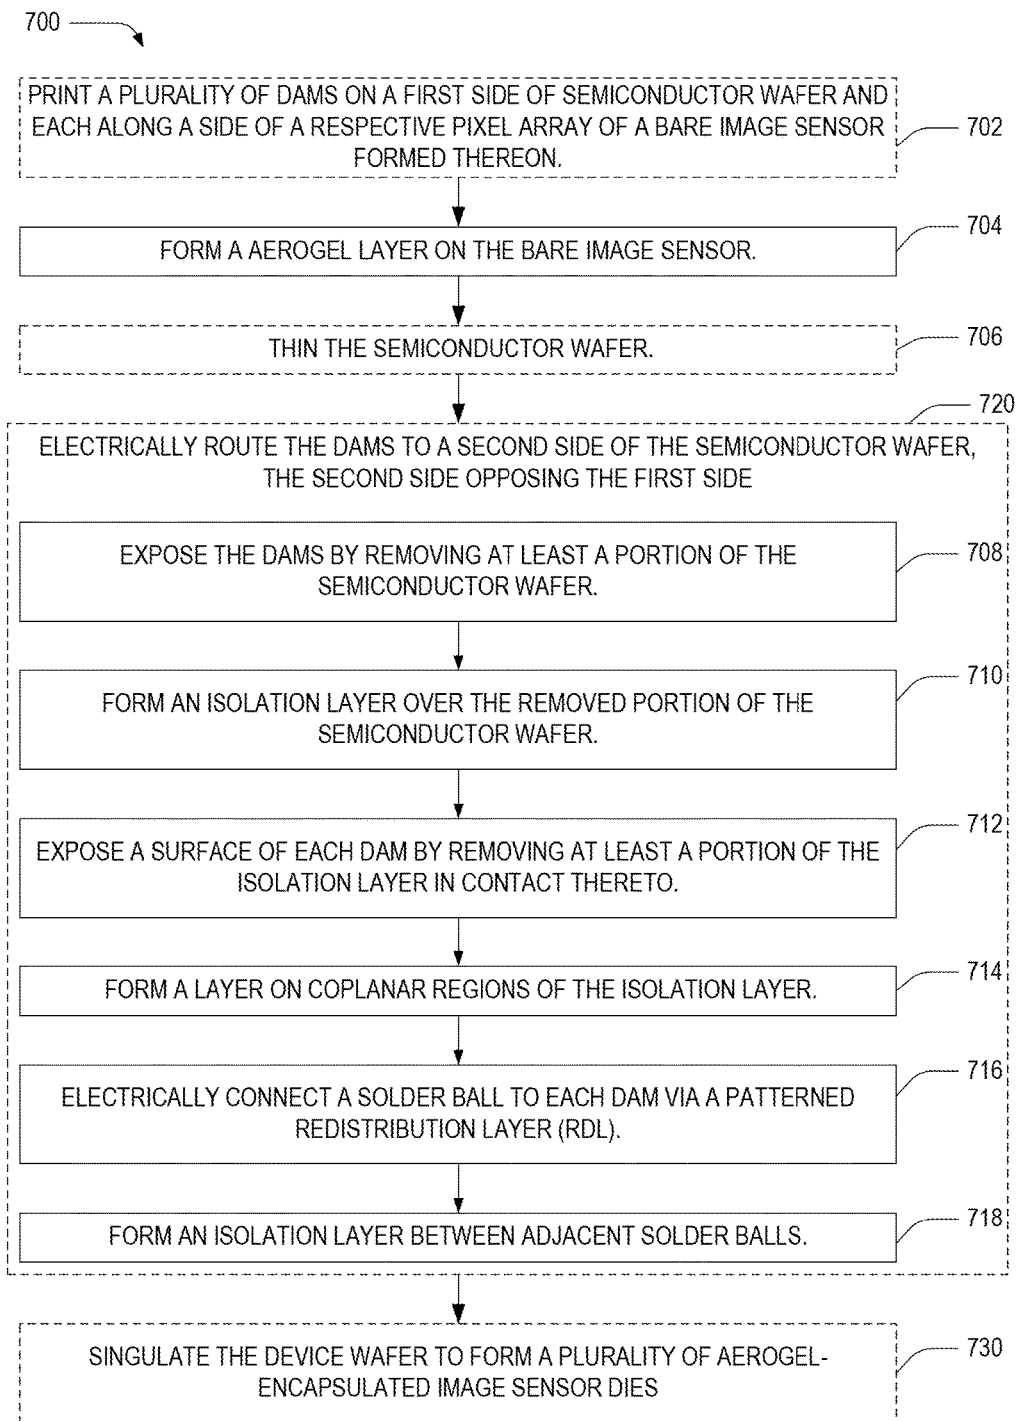 700
PRINT A PLURALITY OF DAMS ON A FIRST SIDE OF SEMICONDUCTOR WAFER AND
EACH ALONG A SIDE OF A RESPECTIVE PIXEL ARRAY OF A BARE IMAGE SENSOR
FORMED THEREON.
702
704
FORM A AEROGEL LAYER ON THE BARE IMAGE SENSOR.
706
THIN THE SEMICONDUCTOR WAFER.
720
ELECTRICALLY ROUTE THE DAMS TO A SECOND SIDE OF THE SEMICONDUCTOR WAFER,
THE SECOND SIDE OPPOSING THE FIRST SIDE
EXPOSE THE DAMS BY REMOVING AT LEAST A PORTION OF THE
SEMICONDUCTOR WAFER.
708
710
FORM AN ISOLATION LAYER OVER THE REMOVED PORTION OF THE
SEMICONDUCTOR WAFER.
712
EXPOSE A SURFACE OF EACH DAM BY REMOVING AT LEAST A PORTION OF THE
ISOLATION LAYER IN CONTACT THERETO.
714
FORM A LAYER ON COPLANAR REGIONS OF THE ISOLATION LAYER.
716
ELECTRICALLY CONNECT A SOLDER BALL TO EACH DAM VIA A PATTERNED
REDISTRIBUTION LAYER (RDL).
718
FORM AN ISOLATION LAYER BETWEEN ADJACENT SOLDER BALLS.
730
SINGULATE THE DEVICE WAFER TO FORM A PLURALITY OF AEROGEL-
ENCAPSULATED IMAGE SENSOR DIES